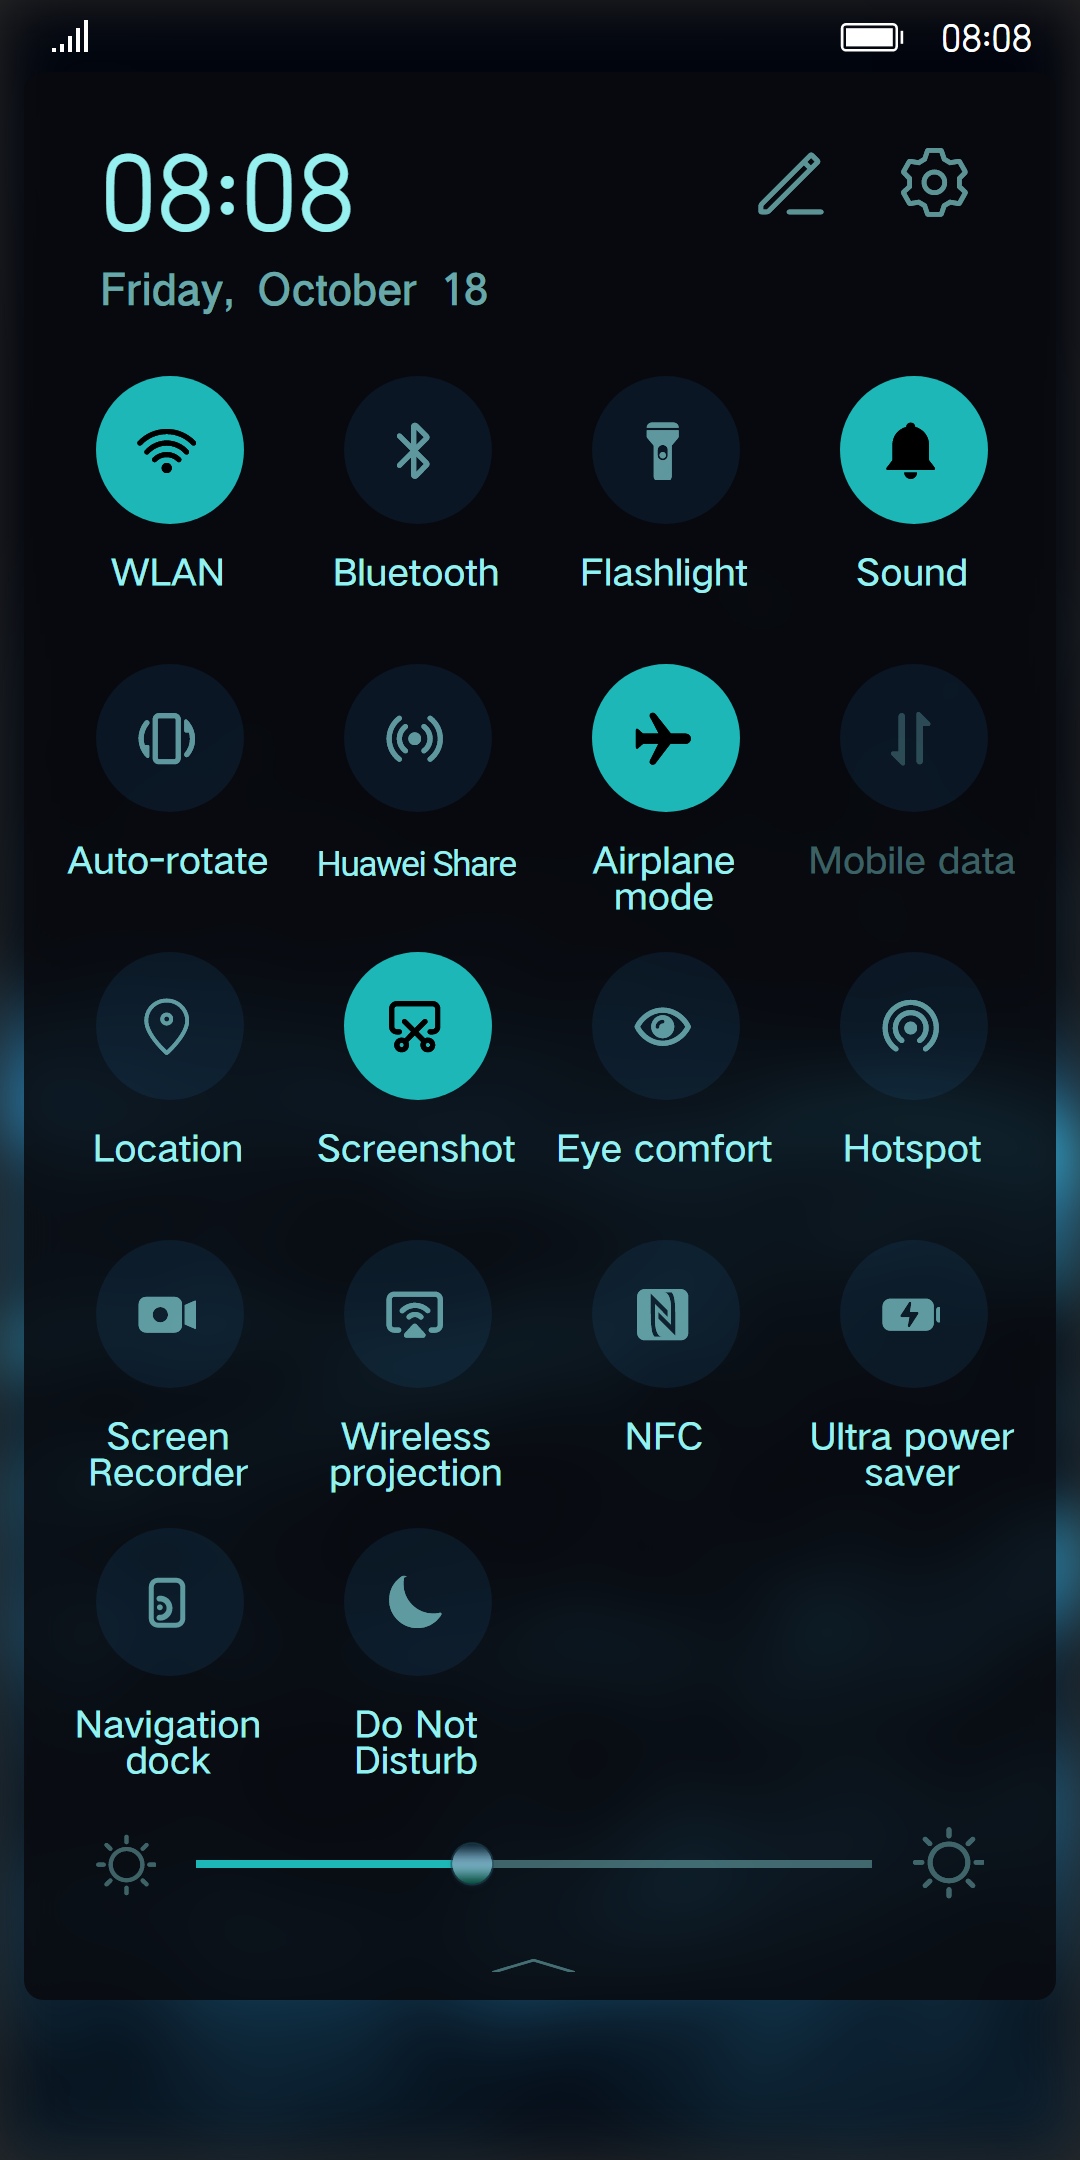 08:08
08:08
Friday, October 18
WLAN
Bluetooth
Flashlight
Sound
Auto-rotate
Huawei Share
Airplane
mode
Mobile data
Location
Screenshot
Eye comfort
Hotspot
Screen
Recorder
Wireless
projection
NFC
Ultra power
saver
Navigation
dock
Do Not
Disturb